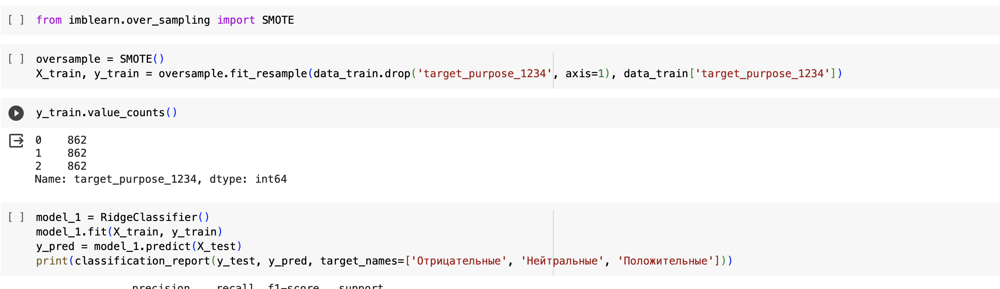 [ ] from imblearn.over_sampling import SMOTE
[ ] oversample = SMOTE()
X_train, y_train = oversample.fit_resample(data_train.drop('target_purpose_1234', axis=1), data_train['target_purpose_1234'])
y_train.value_counts()
0 862
1 862
2 862
Name: target_purpose_1234, dtype: int64
[ ] model_1 = RidgeClassifier()
model_1.fit(X_train, y_train)
y_pred = model_1.predict(X_test)
print(classification_report(y_test, y_pred, target_names=['Отрицательные', 'Нейтральные', 'Положительные']))
precision recall f1-score support